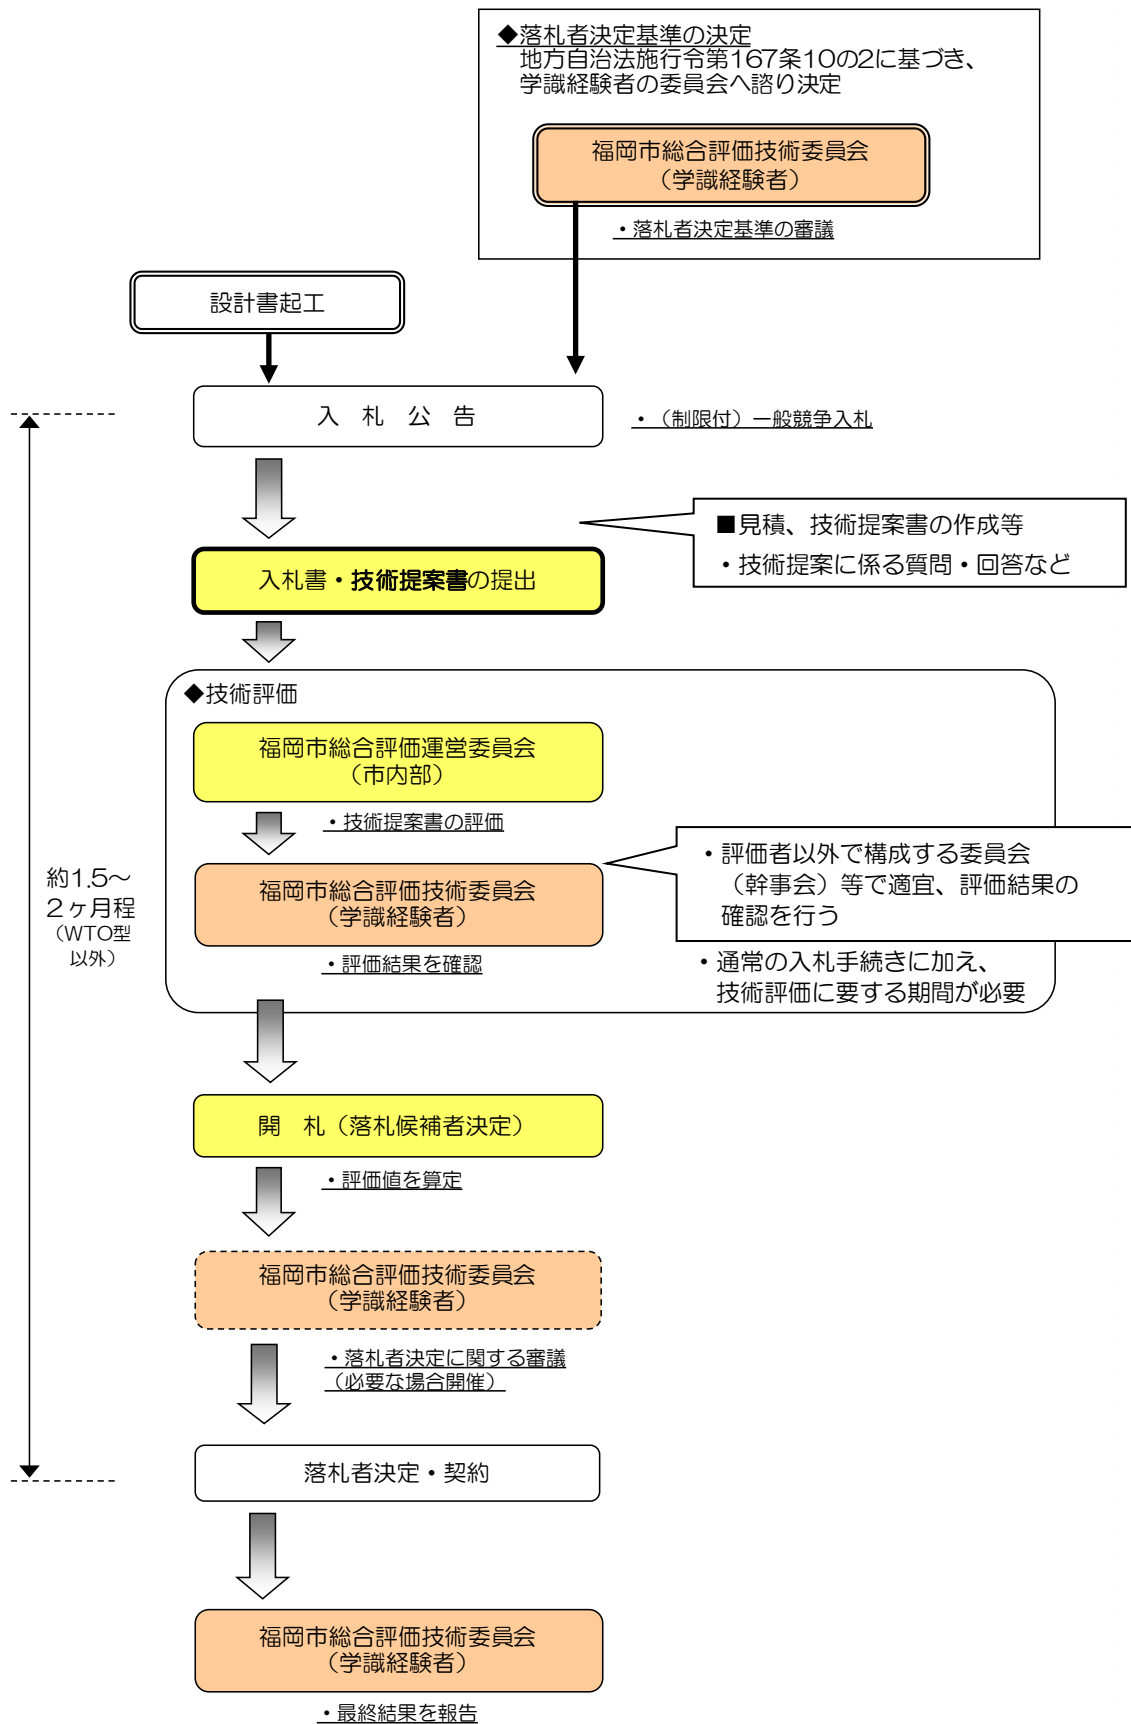 ◆落札者決定基準の決定
地方自治法施行令第167条10の2に基づき、
学識経験者の委員会へ諮り決定
福岡市総合評価技術委員会
（学識経験者）
・落札者決定基準の審議
設計書起工
入　札　公　告
・（制限付）一般競争入札
■見積、技術提案書の作成等
・技術提案に係る質問・回答など
入札書・技術提案書の提出
◆技術評価
福岡市総合評価運営委員会
（市内部）
・技術提案書の評価
・評価者以外で構成する委員会
（幹事会）等で適宜、評価結果の
確認を行う
福岡市総合評価技術委員会
（学識経験者）
・評価結果を確認
・通常の入札手続きに加え、
技術評価に要する期間が必要
約1.5～
２ヶ月程
（WTO型
以外）
開　札（落札候補者決定）
・評価値を算定
福岡市総合評価技術委員会
（学識経験者）
・落札者決定に関する審議
（必要な場合開催）
落札者決定・契約
福岡市総合評価技術委員会
（学識経験者）
・最終結果を報告